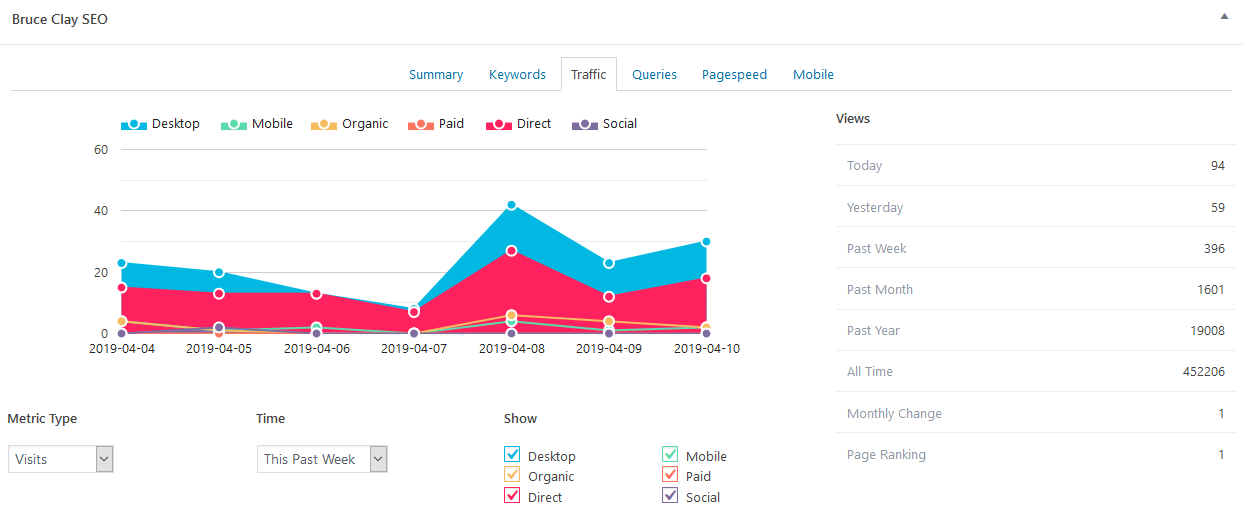 Bruce Clay SEO
Summary Keywords Traffic Queries Pagespeed Mobile
Desktop Mobile Organic Paid Direct Social
60
40
20
0
2019-04-04 2019-04-05 2019-04-06 2019-04-07 2019-04-08 2019-04-09 2019-04-10
Views
Today 94
Yesterday 59
Past Week 396
Past Month 1601
Past Year 19008
All Time 452206
Monthly Change 1
Page Ranking 1
Metric Type Time Show
Visits This Past Week
Desktop Mobile
Organic Paid
Direct Social